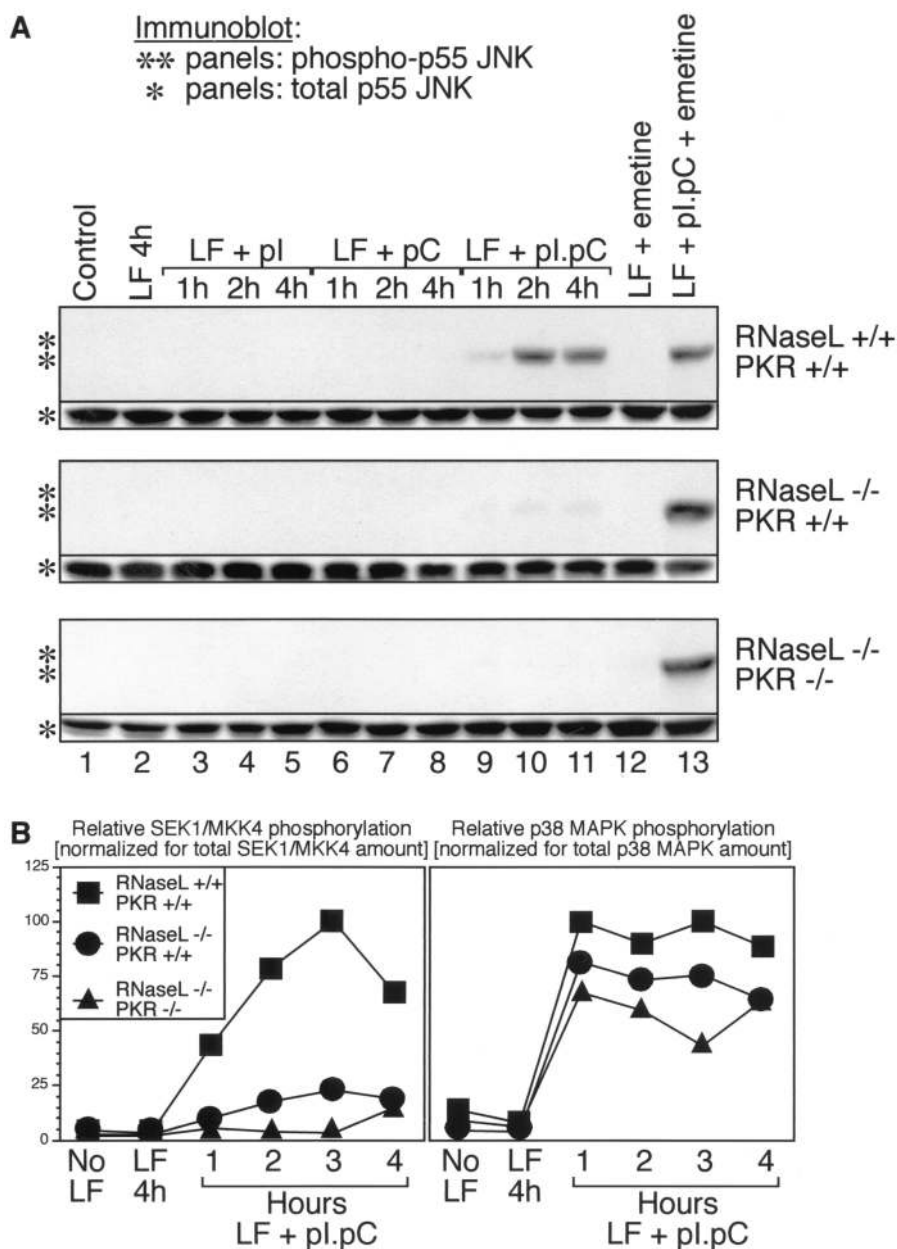 A
Immunoblot:
** panels: phospho-p55 JNK
* panels: total p55 JNK
Control
LF 4h
LF + pI
LF + pC
LF + pI.pC
LF + emetine
LF + pI.pC + emetine
1h 2h 4h 1h 2h 4h 1h 2h 4h
**
RNaseL +/+
PKR +/+
*
**
RNaseL -/-
PKR +/+
*
**
RNaseL -/-
PKR -/-
*
1 2 3 4 5 6 7 8 9 10 11 12 13
B
Relative SEK1/MKK4 phosphorylation
[normalized for total SEK1/MKK4 amount]
Relative p38 MAPK phosphorylation
[normalized for total p38 MAPK amount]
125
100
75
50
25
0
RNaseL +/+
PKR +/+
RNaseL -/-
PKR +/+
RNaseL -/-
PKR -/-
No LF
LF 4h
1 2 3 4
Hours
LF + pI.pC
No LF
LF 4h
1 2 3 4
Hours
LF + pI.pC